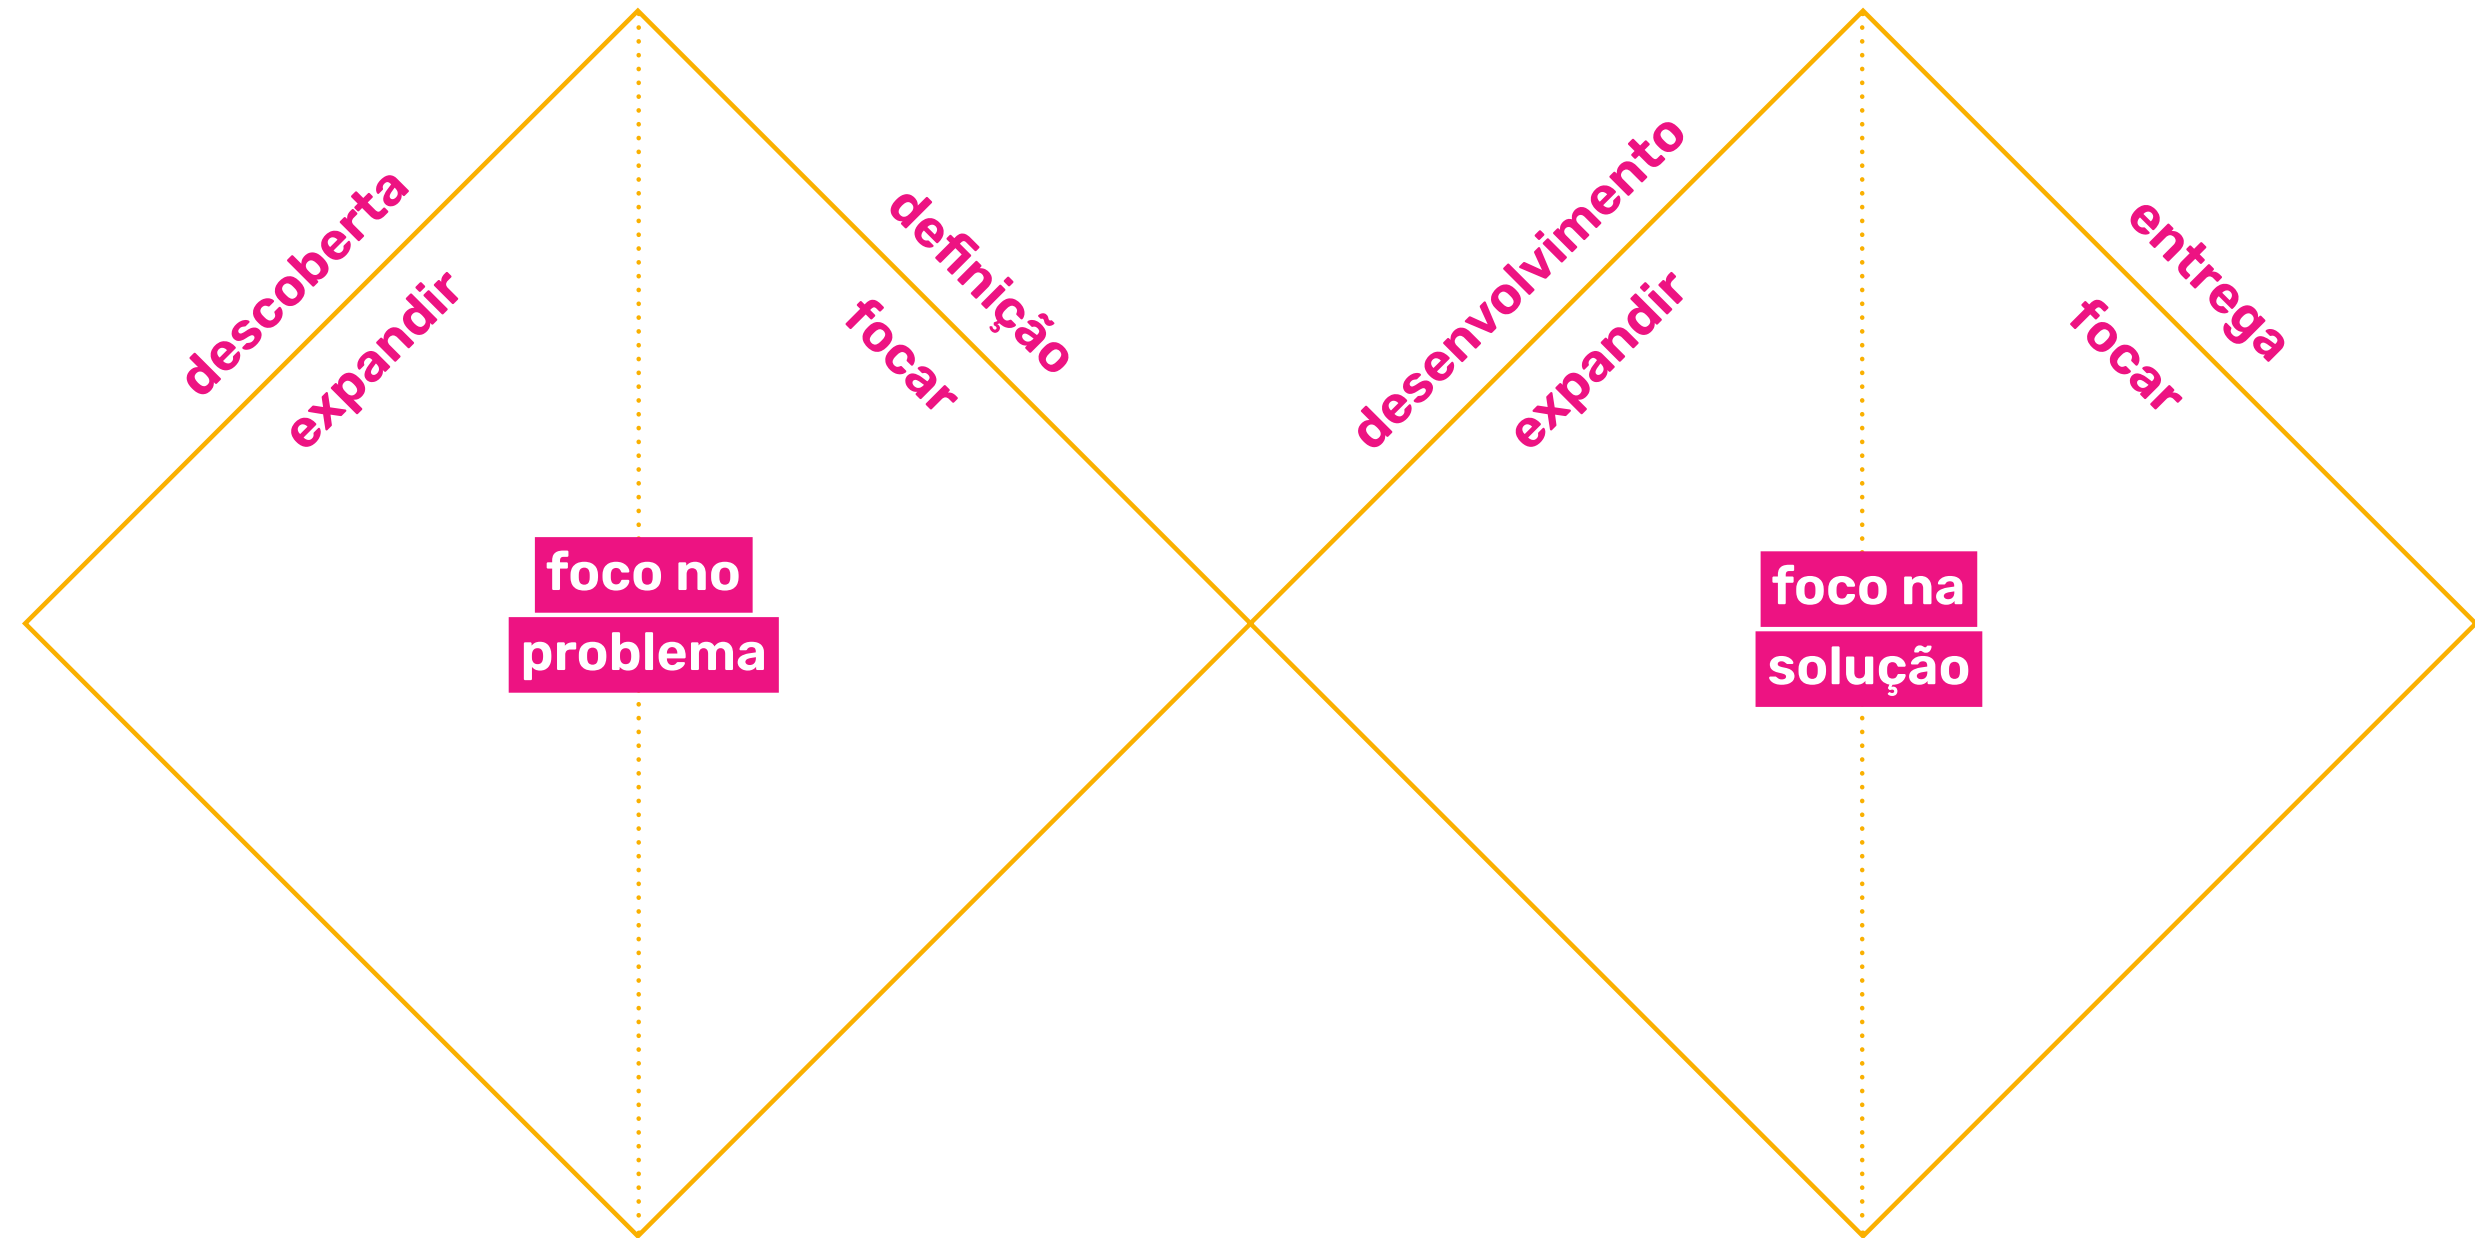 descoberta
expandir
definição
focar
foco no
problema
desenvolvimento
expandir
entrega
focar
foco na
solução